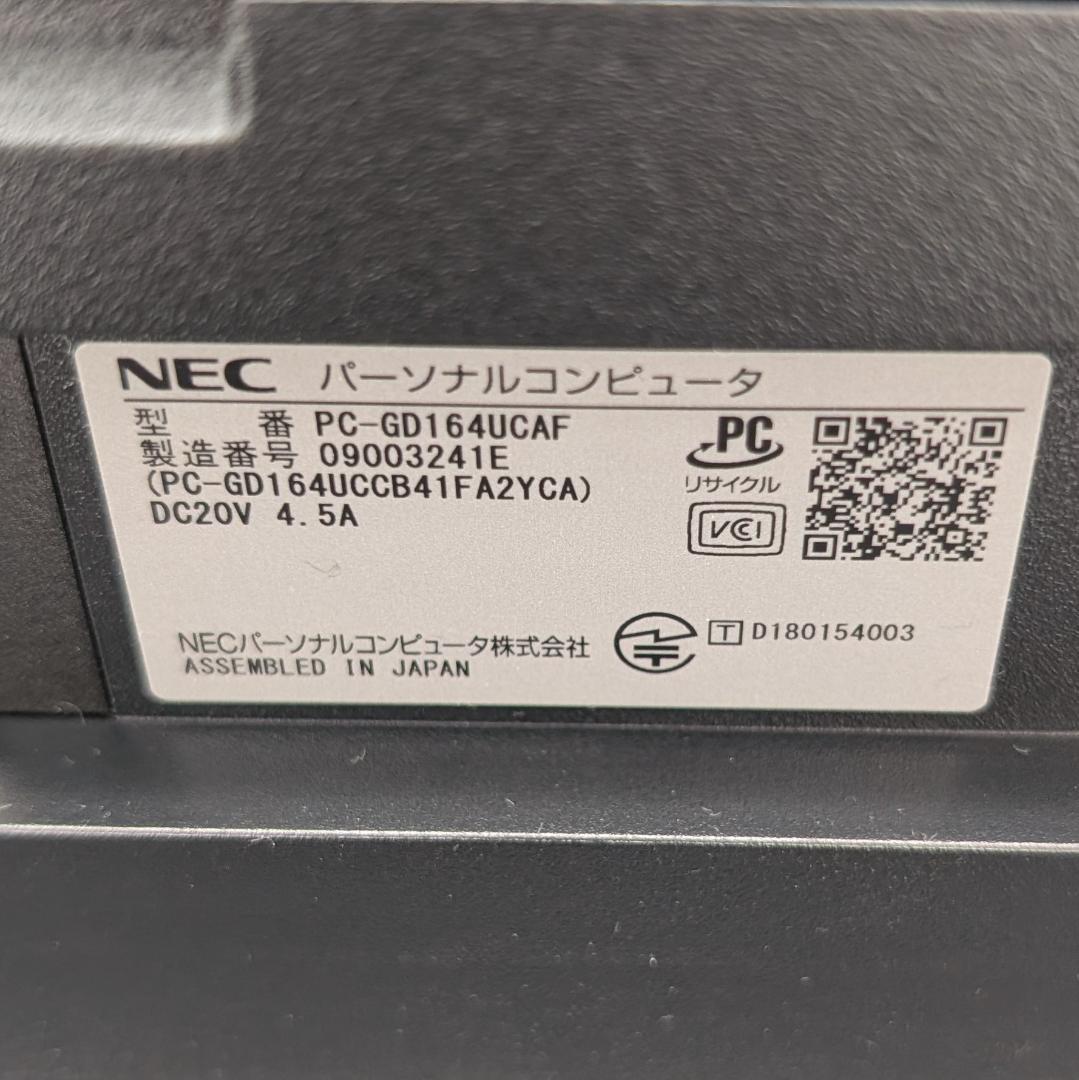 NEC パーソナルコンピュータ
型 番 PC-GD164UCAF
製造番号 09003241E
(PC-GD164UCCB41FA2YCA)
DC20V 4.5A
PC
リサイクル
VCI
NECパーソナルコンピュータ株式会社
ASSEMBLED IN JAPAN
T D180154003